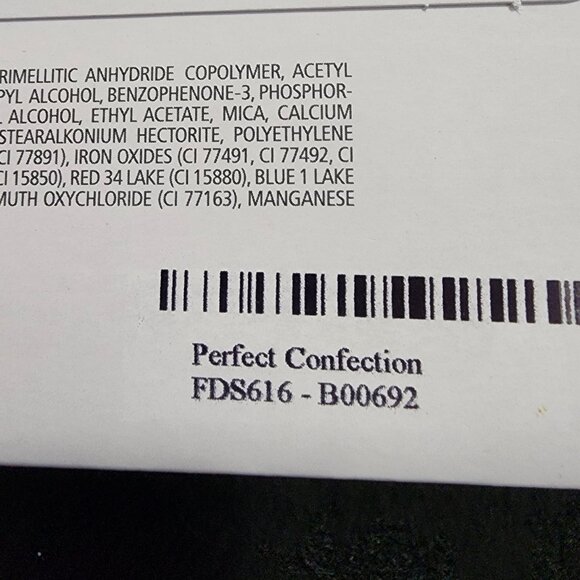 RIMELLITIC ANHYDRIDE COPOLYMER, ACETYL
PYL ALCOHOL, BENZOPHENONE-3, PHOSPHOR-
L ALCOHOL, ETHYL ACETATE, MICA, CALCIUM
STEARALKONIUM HECTORITE, POLYETHYLENE
CI 77891), IRON OXIDES (CI 77491, CI 77492, CI
CI 15850), RED 34 LAKE (CI 15880), BLUE 1 LAKE
MUTH OXYCHLORIDE (CI 77163), MANGANESE
Perfect Confection
FDS616 - B00692